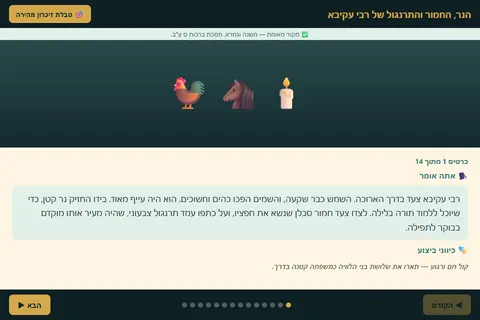 הנר, החמור והתרנגול של רבי עקיבא
טבלת זיכרון מהירה
מקור מאומת — משנה וגמרא, מסכת ברכות ס ע"ב.
כרטיס 1 מתוך 14
אתה אומר
רבי עקיבא צעד בדרך הארוכה. השמש כבר שקעה, והשמים הפכו כהים וחשוכים. הוא היה עייף מאוד. בידו החזיק נר קטן, כדי
שיוכל ללמוד תורה בלילה. לצדו צעד חמור סבלן שנשא את חפציו, ועל כתפו עמד תרנגול צבעוני, שהיה מעיר אותו מוקדם
בבוקר לתפילה.
כיווני ביצוע
קול חם ורגוע — תארו את שלושת בני הלוויה כמשפחה קטנה בדרך.
◀ הקודם
הבא ▶